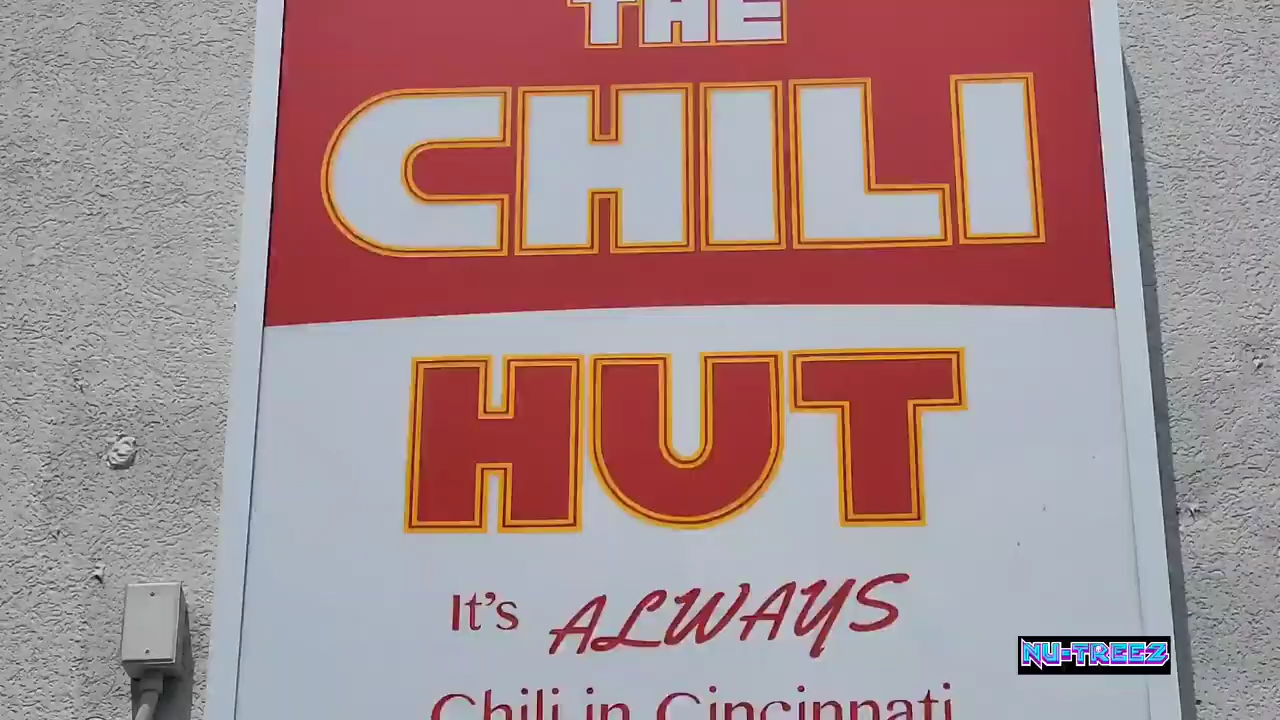 THE
CHILI
HUT
It's ALWAYS
Chili in Cincinnati
NU-TREEZ